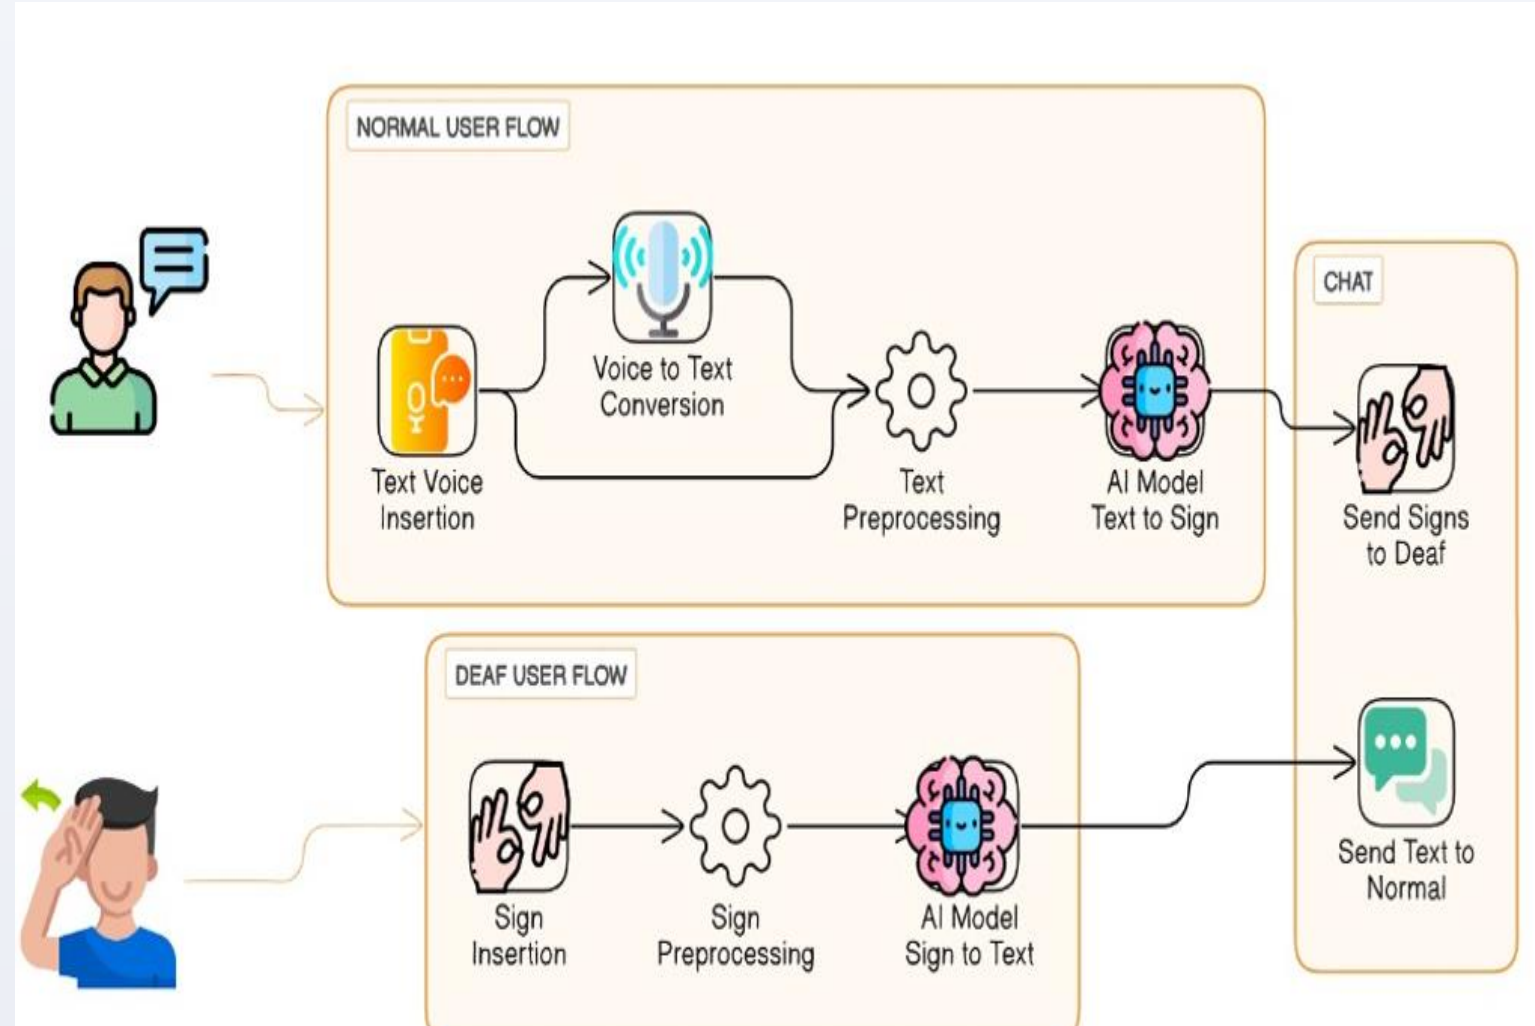 NORMAL USER FLOW
Voice to Text
Conversion
Text Voice
Insertion
Text
Preprocessing
AI Model
Text to Sign
CHAT
Send Signs
to Deaf
DEAF USER FLOW
Sign
Insertion
Sign
Preprocessing
AI Model
Sign to Text
Send Text to
Normal